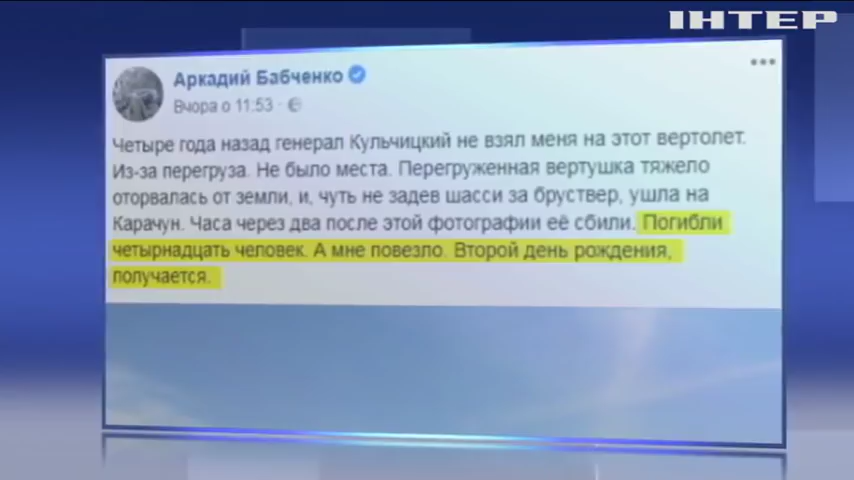 ІНТЕР
Аркадий Бабченко
Вчора о 11:53 ·
Четыре года назад генерал Кульчицкий не взял меня на этот вертолет.
Из-за перегруза. Не было места. Перегруженная вертушка тяжело
оторвалась от земли, и, чуть не задев шасси за бруствер, ушла на
Карачун. Часа через два после этой фотографии её сбили. Погибли
четырнадцать человек. А мне повезло. Второй день рождения,
получается.